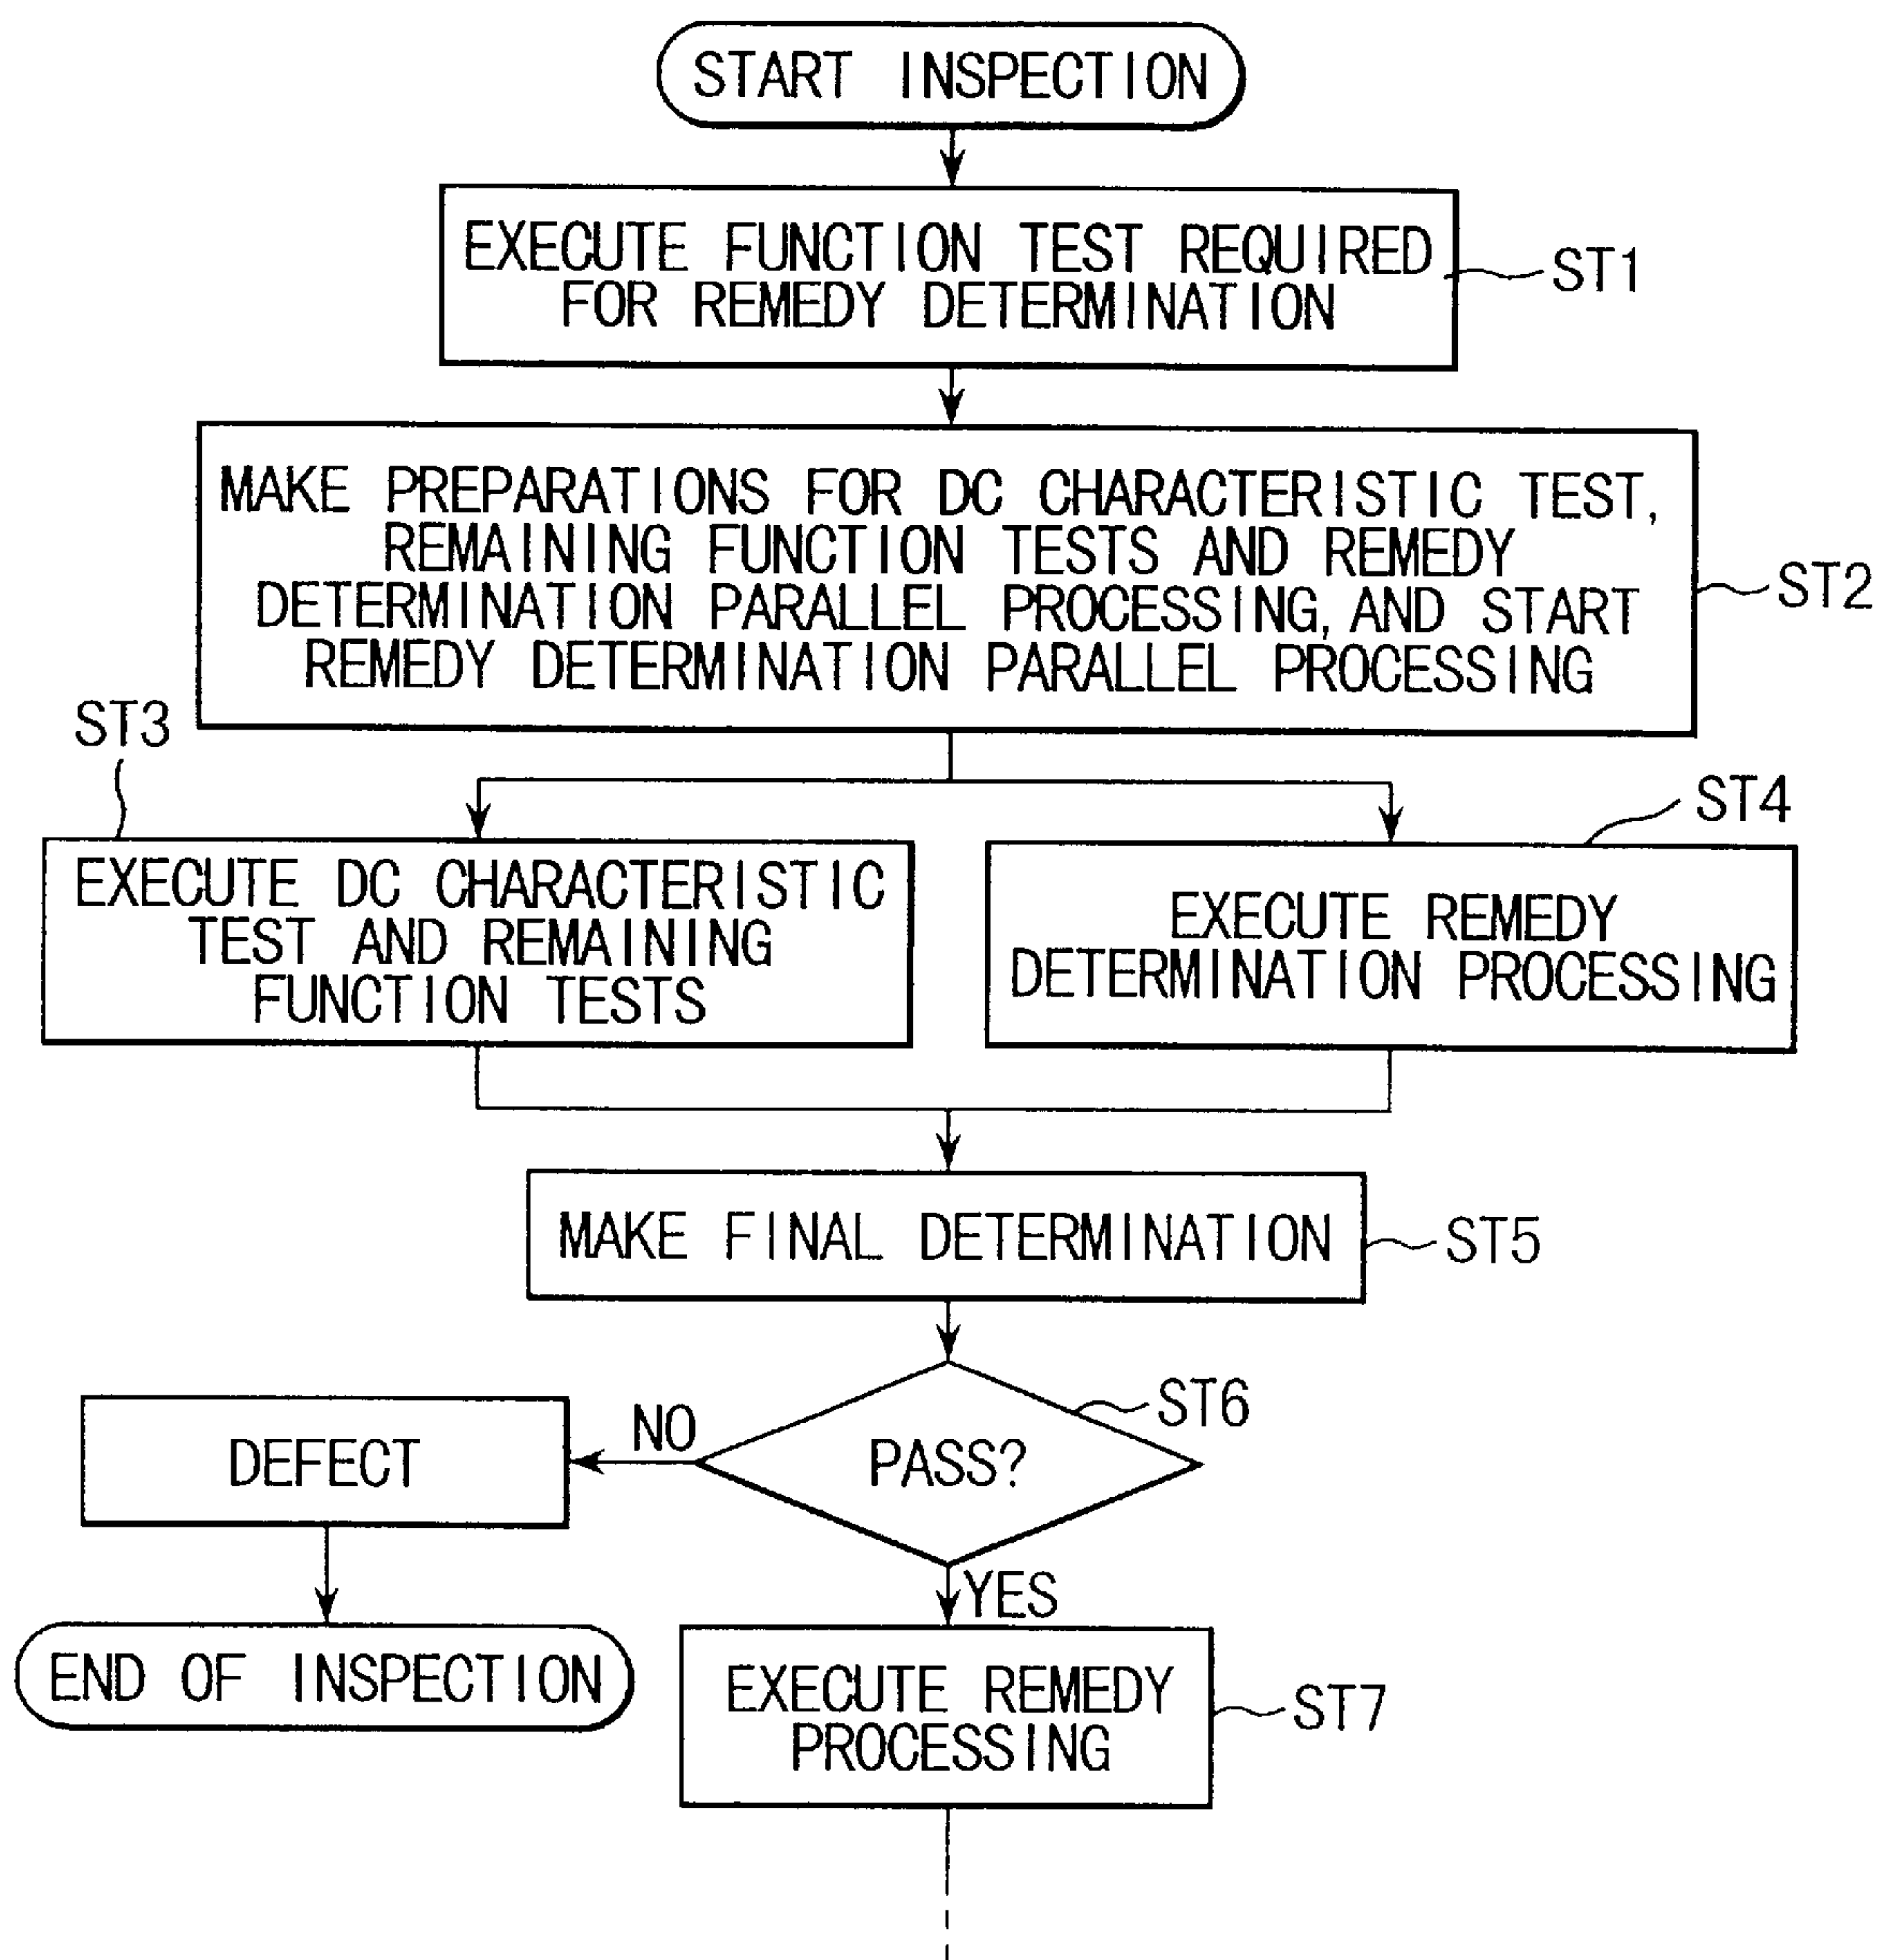 START INSPECTION
EXECUTE FUNCTION TEST REQUIRED
FOR REMEDY DETERMINATION
ST1
MAKE PREPARATIONS FOR DC CHARACTERISTIC TEST,
REMAINING FUNCTION TESTS AND REMEDY
DETERMINATION PARALLEL PROCESSING, AND START
REMEDY DETERMINATION PARALLEL PROCESSING
ST2
ST3
EXECUTE DC CHARACTERISTIC
TEST AND REMAINING
FUNCTION TESTS
ST4
EXECUTE REMEDY
DETERMINATION PROCESSING
MAKE FINAL DETERMINATION
ST5
ST6
PASS?
NO
DEFECT
END OF INSPECTION
YES
EXECUTE REMEDY
PROCESSING
ST7